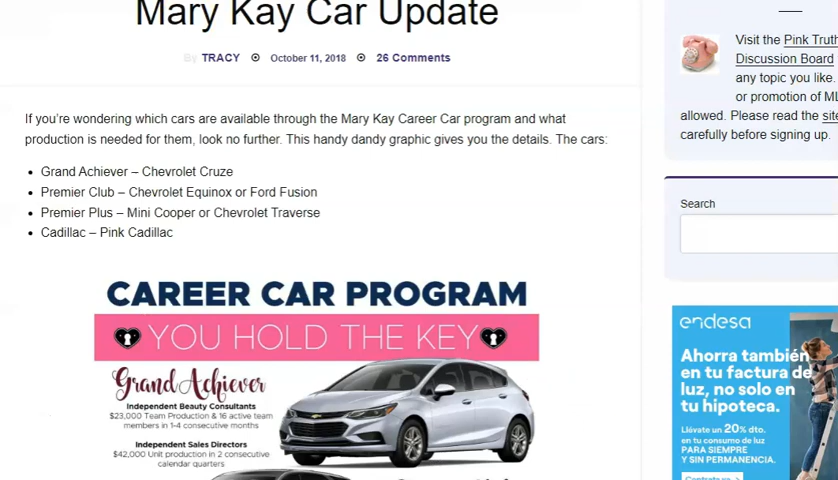 Mary Kay Car Update
By TRACY October 11, 2018 26 Comments
If you're wondering which cars are available through the Mary Kay Career Car program and what
production is needed for them, look no further. This handy dandy graphic gives you the details. The cars:
Grand Achiever – Chevrolet Cruze
Premier Club – Chevrolet Equinox or Ford Fusion
Premier Plus – Mini Cooper or Chevrolet Traverse
Cadillac – Pink Cadillac
CAREER CAR PROGRAM
YOU HOLD THE KEY
Grand Achiever
Independent Beauty Consultants
$23,000 Team Production & 16 active team
members in 1-4 consecutive months
Independent Sales Directors
$42,000 Unit production in 2 consecutive
calendar quarters
Visit the Pink Truth
Discussion Board
any topic you like.
or promotion of ML
allowed. Please read the site
carefully before signing up.
Search
endesa
Ahorra también
en tu factura de
luz, no solo en
tu hipoteca.
Llévate un 20% dto.
en tu consumo de luz
PARA SIEMPRE
Y SIN PERMANENCIA.